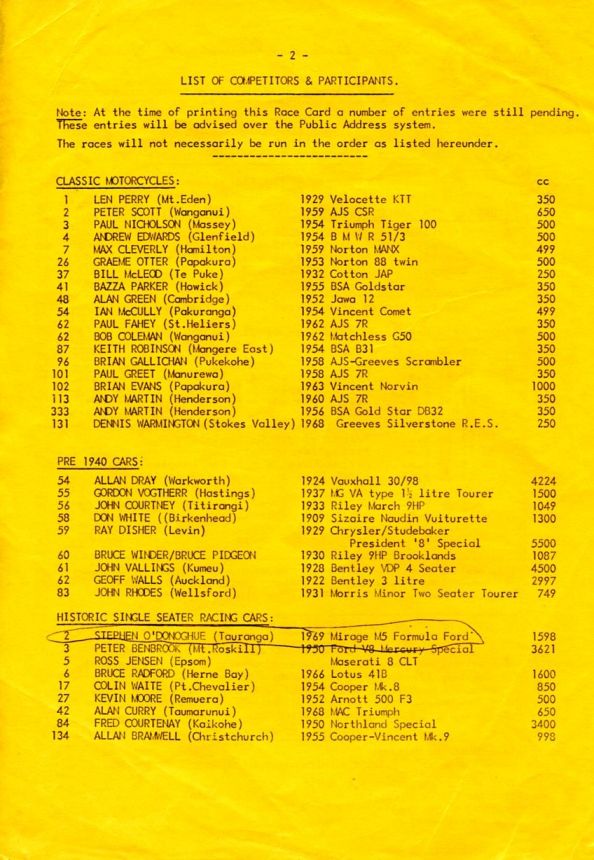 - 2 -
LIST OF COMPETITORS & PARTICIPANTS.
Note: At the time of printing this Race Card a number of entries were still pending.
These entries will be advised over the Public Address system.
The races will not necessarily be run in the order as listed hereunder.
CLASSIC MOTORCYCLES: cc
1 LEN PERRY (Mt.Eden) 1929 Velocette KTT 350
2 PETER SCOTT (Wanganui) 1959 AJS CSR 650
3 PAUL NICHOLSON (Massey) 1954 Triumph Tiger 100 500
4 ANDREW EDWARDS (Glenfield) 1954 B M W R 51/3 500
7 MAX CLEVERLY (Hamilton) 1959 Norton MANX 499
26 GRAEME OTTER (Papakura) 1953 Norton 88 twin 500
37 BILL McLEOD (Te Puke) 1932 Cotton JAP 250
41 BAZZA PARKER (Howick) 1955 BSA Goldstar 350
48 ALAN GREEN (Cambridge) 1952 Jawa 12 350
54 IAN McCULLY (Pakuranga) 1954 Vincent Comet 499
62 PAUL FAHEY (St.Heliers) 1962 AJS 7R 350
62 BOB COLEMAN (Wanganui) 1962 Matchless G50 500
87 KEITH ROBINSON (Mangere East) 1954 BSA B31 350
96 BRIAN GALLICHAN (Pukekohe) 1958 AJS-Greeves Scrambler 500
101 PAUL GREET (Manurewa) 1958 AJS 7R 350
102 BRIAN EVANS (Papakura) 1963 Vincent Norvin 1000
113 ANDY MARTIN (Henderson) 1960 AJS 7R 350
333 ANDY MARTIN (Henderson) 1956 BSA Gold Star DB32 350
131 DENNIS WARMINGTON (Stokes Valley) 1968 Greeves Silverstone R.E.S. 250
PRE 1940 CARS:
54 ALLAN DRAY (Warkworth) 1924 Vauxhall 30/98 4224
55 GORDON VOGTHERR (Hastings) 1937 MG VA type 1½ litre Tourer 1500
56 JOHN COURTNEY (Titirangi) 1933 Riley March 9HP 1049
58 DON WHITE ((Birkenhead) 1909 Sizaire Naudin Vuiturette 1300
59 RAY DISHER (Levin) 1929 Chrysler/Studebaker
President '8' Special 5500
60 BRUCE WINDER/BRUCE PIDGEON 1930 Riley 9HP Brooklands 1087
61 JOHN VALLINGS (Kumeu) 1928 Bentley VDP 4 Seater 4500
62 GEOFF WALLS (Auckland) 1922 Bentley 3 litre 2997
83 JOHN RHODES (Wellsford) 1931 Morris Minor Two Seater Tourer 749
HISTORIC SINGLE SEATER RACING CARS:
2 STEPHEN O'DONOGHUE (Tauranga) 1969 Mirage M5 Formula Ford 1598
3 PETER BENBROOK (Mt.Roskill) 1950 Ford V8 Mercury Special 3621
5 ROSS JENSEN (Epsom) Maserati 8 CLT
6 BRUCE RADFORD (Herne Bay) 1966 Lotus 41B 1600
17 COLIN WAITE (Pt.Chevalier) 1954 Cooper Mk.8 850
27 KEVIN MOORE (Remuera) 1952 Arnott 500 F3 500
42 ALAN CURRY (Taumarunui) 1968 MAC Triumph 650
84 FRED COURTENAY (Kaikohe) 1950 Northland Special 3400
134 ALLAN BRAMWELL (Christchurch) 1955 Cooper-Vincent Mk.9 998